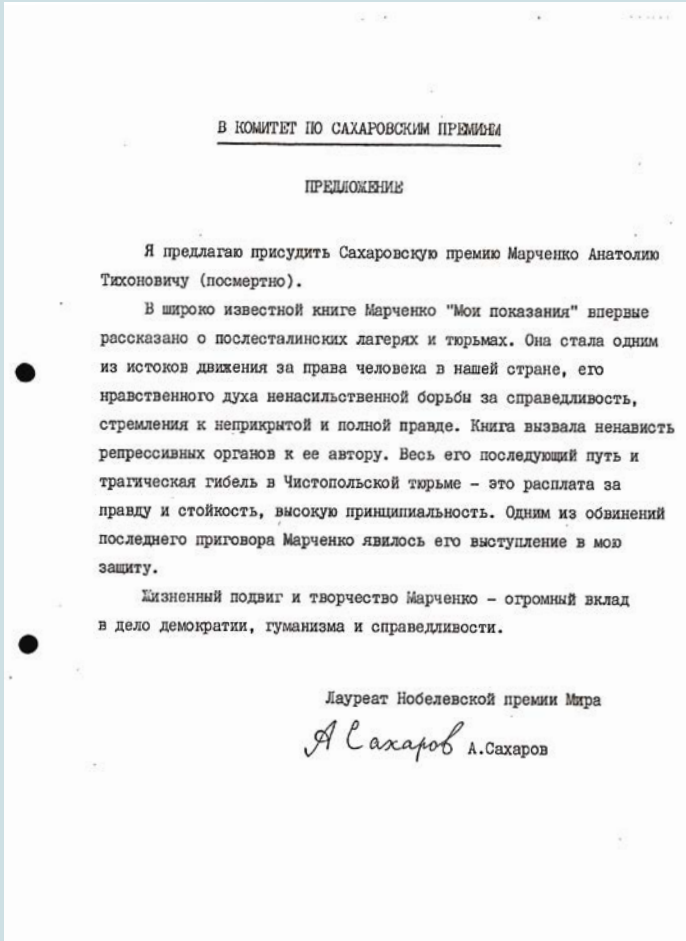 В КОМИТЕТ ПО САХАРОВСКИМ ПРЕМИЯМ
ПРЕДЛОЖЕНИЕ
Я предлагаю присудить Сахаровскую премию Марченко Анатолию
Тихоновичу (посмертно).
В широко известной книге Марченко "Мои показания" впервые
рассказано о послесталинских лагерях и тюрьмах. Она стала одним
из истоков движения за права человека в нашей стране, его
нравственного духа ненасильственной борьбы за справедливость,
стремления к неприкрытой и полной правде. Книга вызвала ненависть
репрессивных органов к ее автору. Весь его последующий путь и
трагическая гибель в Чистопольской тюрьме – это расплата за
правду и стойкость, высокую принципиальность. Одним из обвинений
последнего приговора Марченко явилось его выступление в мою
защиту.
Жизненный подвиг и творчество Марченко – огромный вклад
в дело демократии, гуманизма и справедливости.
Лауреат Нобелевской премии Мира
А Сахаров А.Сахаров